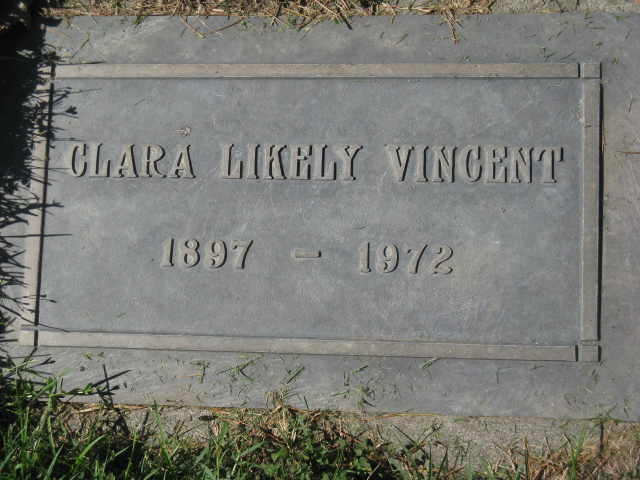 CLARA LIKELY VINCENT
1897 – 1972